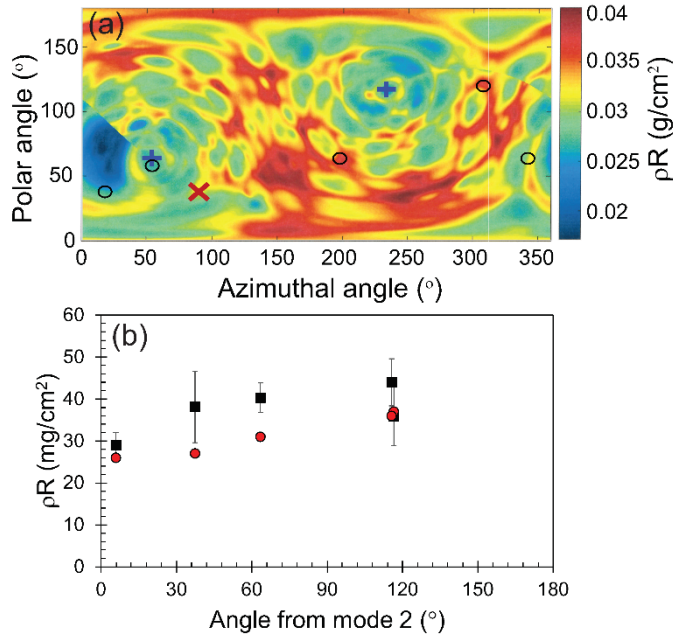 (a)
150
100
50
0
Polar angle (°)
0 50 100 150 200 250 300 350
Azimuthal angle (°)
0.04
0.035
0.03
0.025
0.02
ρR (g/cm²)
(b)
60
50
40
30
20
10
0
ρR (mg/cm²)
0 30 60 90 120 150 180
Angle from mode 2 (°)